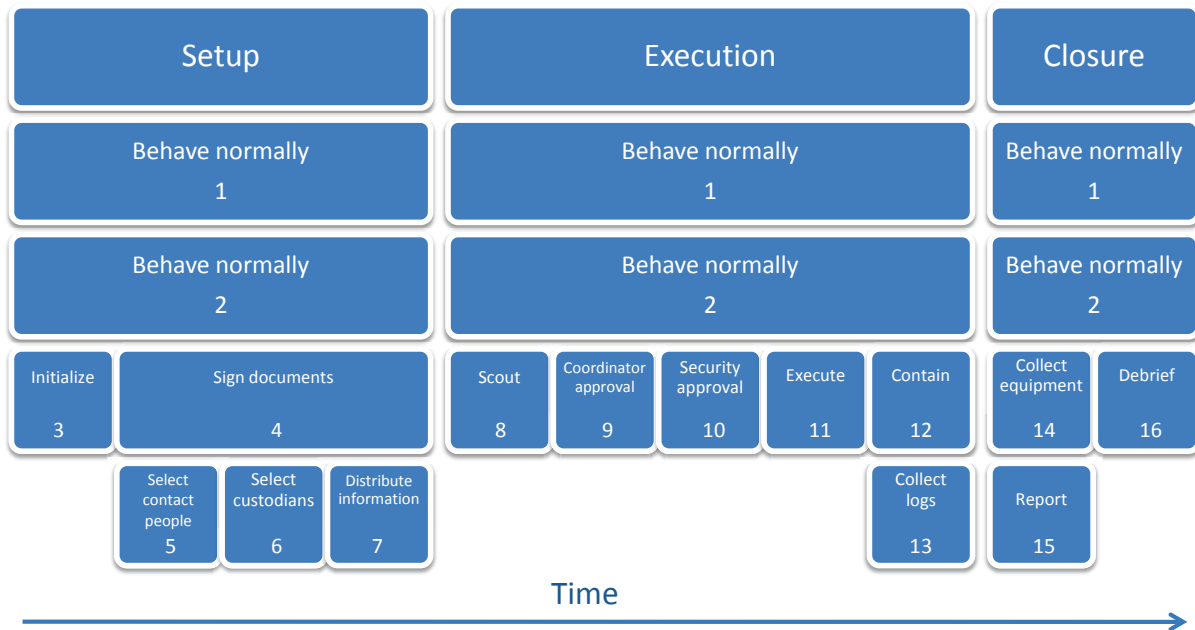 Setup
Execution
Closure
Behave normally
1
Behave normally
1
Behave normally
1
Behave normally
2
Behave normally
2
Behave normally
2
Initialize
3
Sign documents
4
Scout
8
Coordinator
approval
9
Security
approval
10
Execute
11
Contain
12
Collect
equipment
14
Debrief
16
Select
contact
people
5
Select
custodians
6
Distribute
information
7
Collect
logs
13
Report
15
Time